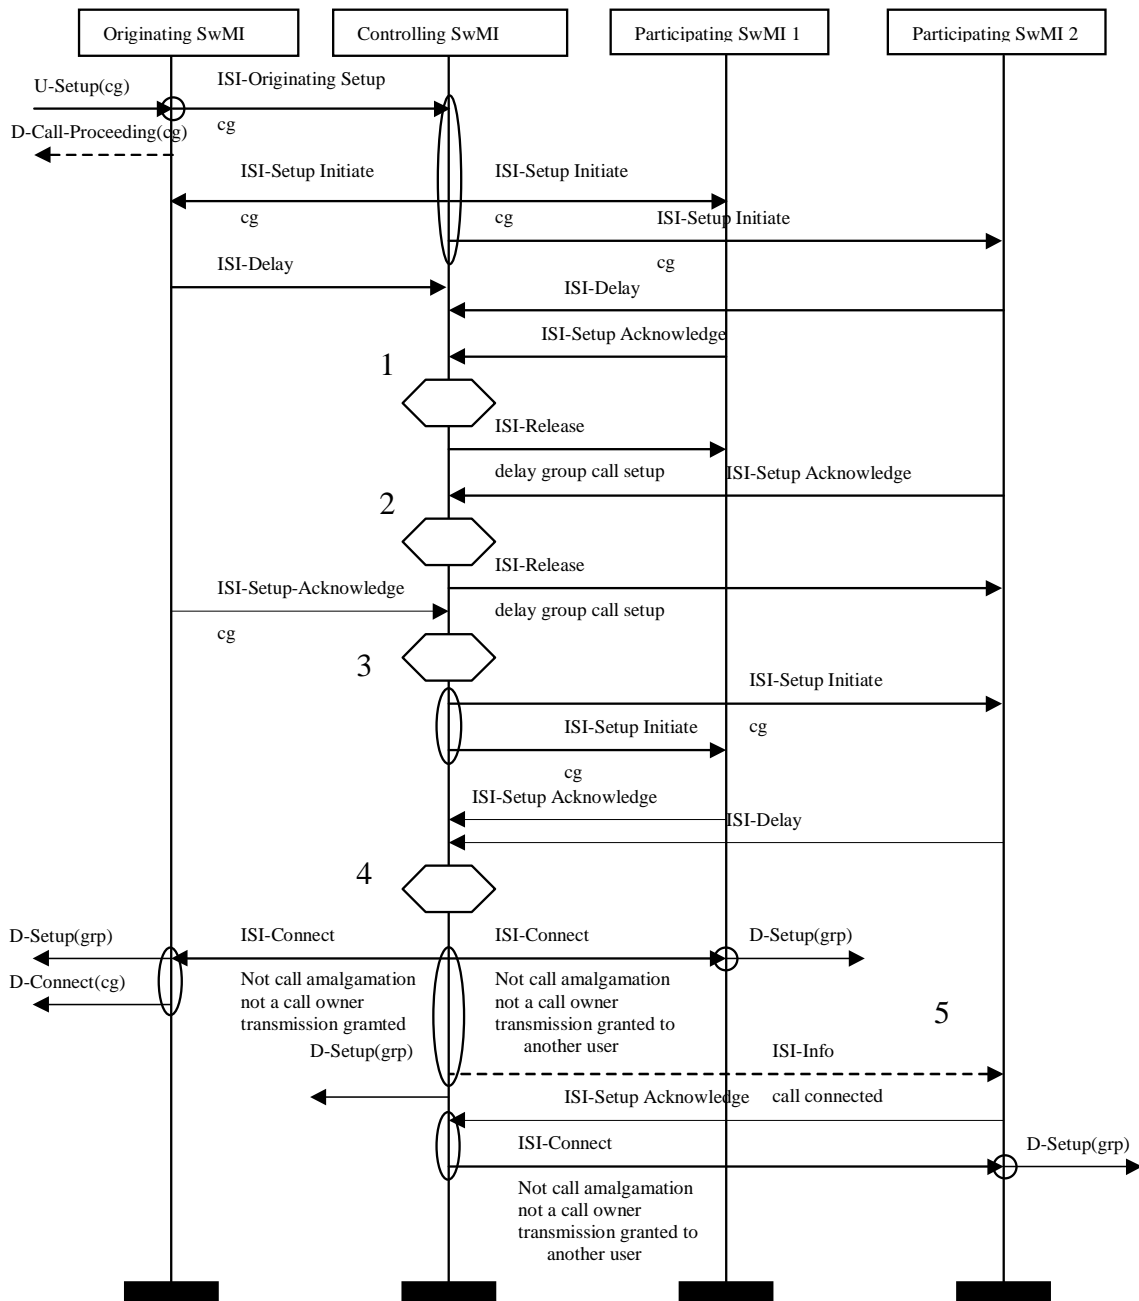 Originating SwMI
Controlling SwMI
Participating SwMI 1
Participating SwMI 2
U-Setup(cg)
ISI-Originating Setup
cg
D-Call-Proceeding(cg)
ISI-Setup Initiate
cg
ISI-Setup Initiate
cg
ISI-Setup Initiate
cg
ISI-Delay
ISI-Delay
ISI-Setup Acknowledge
1
ISI-Release
delay group call setup
ISI-Setup Acknowledge
2
ISI-Release
delay group call setup
ISI-Setup-Acknowledge
cg
3
ISI-Setup Initiate
cg
ISI-Setup Initiate
cg
ISI-Setup Acknowledge
ISI-Delay
4
D-Setup(grp)
ISI-Connect
ISI-Connect
D-Setup(grp)
D-Connect(cg)
Not call amalgamation
not a call owner
transmission gramted
Not call amalgamation
not a call owner
transmission granted to
another user
5
D-Setup(grp)
ISI-Info
call connected
ISI-Setup Acknowledge
ISI-Connect
D-Setup(grp)
Not call amalgamation
not a call owner
transmission granted to
another user